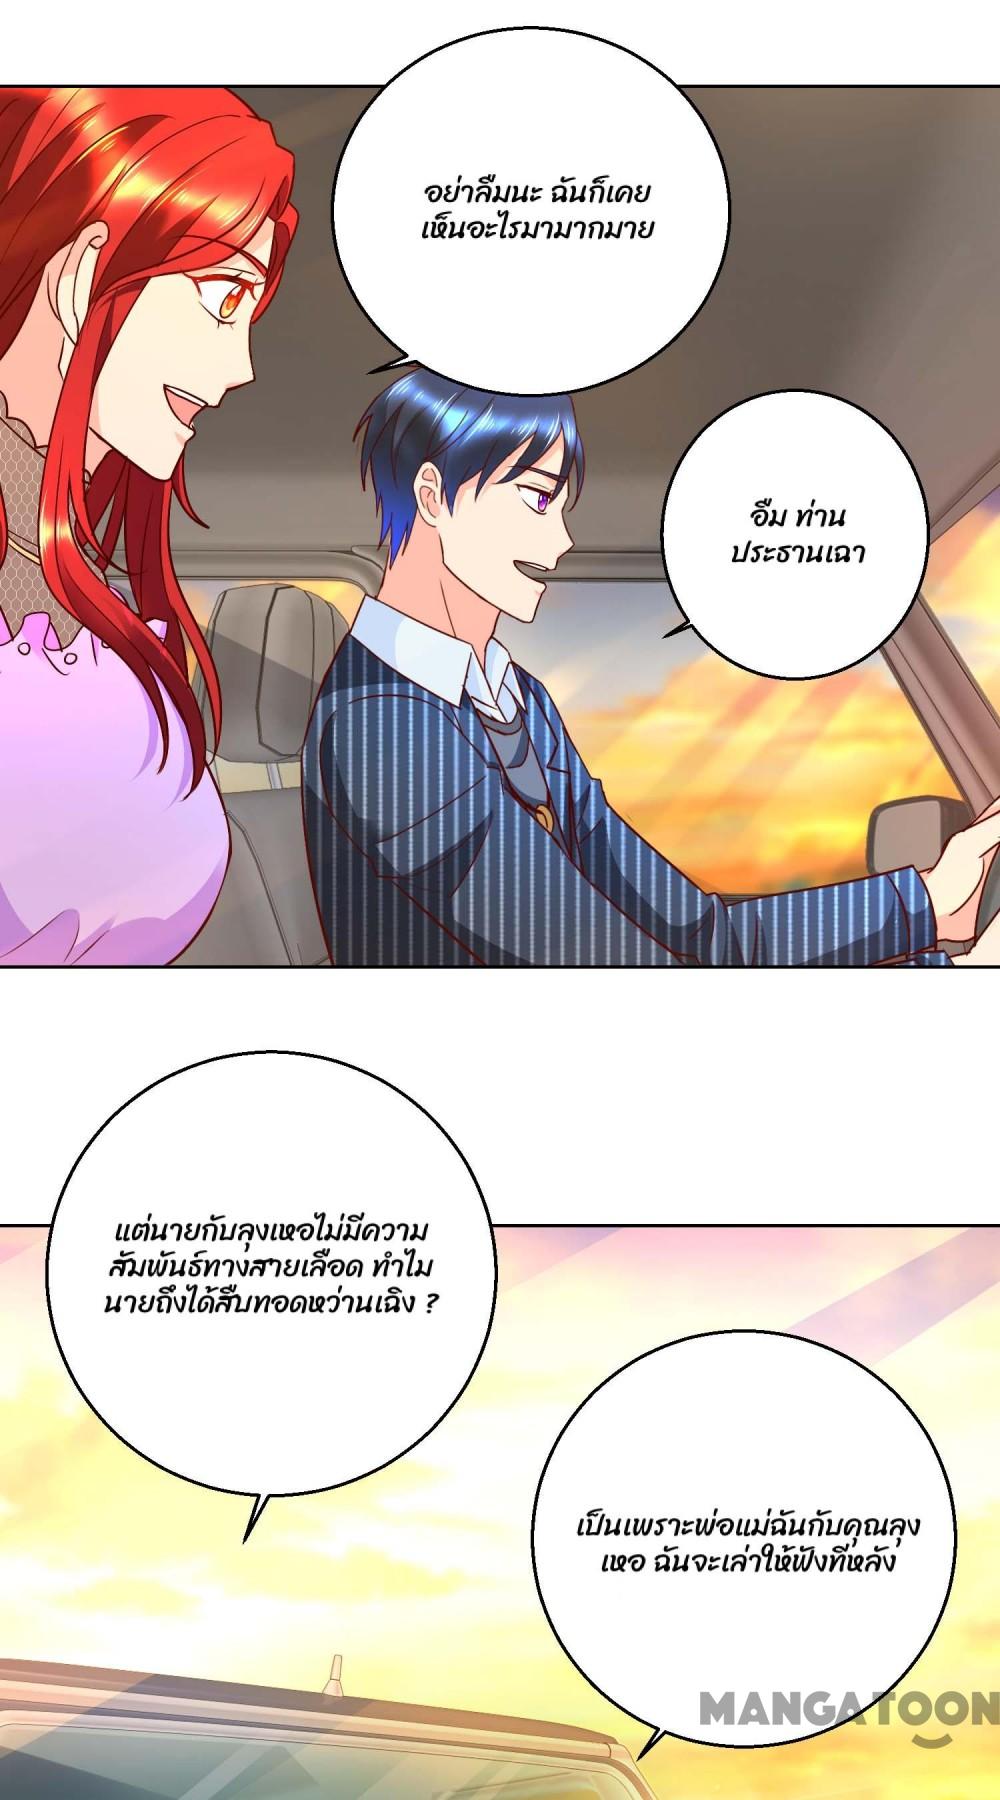 อย่าลืมนะ ฉันก็เคย
เห็นอะไรมามากมาย
อืม ท่าน
ประธานเฉา
แต่นายกับลุงเหอไม่มีความ
สัมพันธ์ทางสายเลือด ทำไม
นายถึงได้สืบทอดหว่านเฉิง ?
เป็นเพราะพ่อแม่ฉันกับคุณลุง
เหอ ฉันจะเล่าให้ฟังทีหลัง
MANGATOON